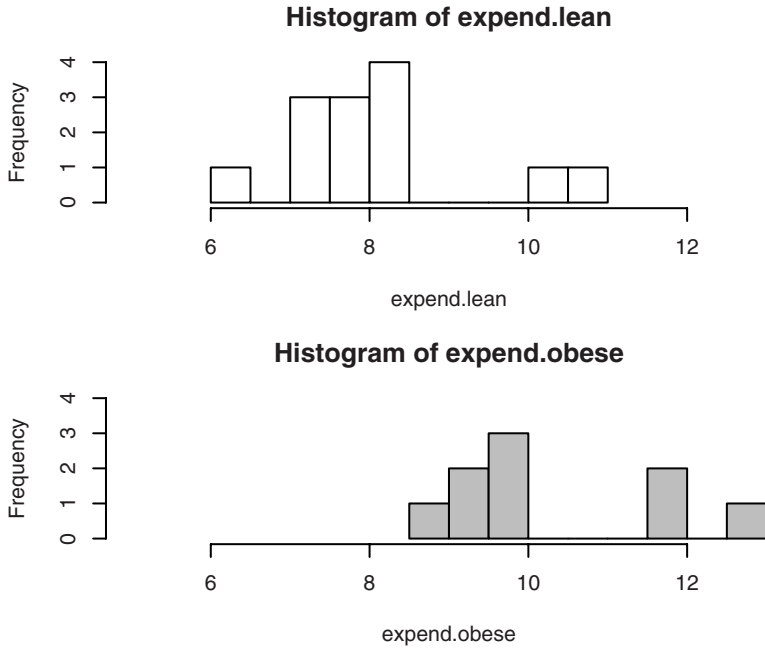 Histogram of expend.lean
Frequency
4
3
2
1
0
6 8 10 12
expend.lean
Histogram of expend.obese
Frequency
4
3
2
1
0
6 8 10 12
expend.obese